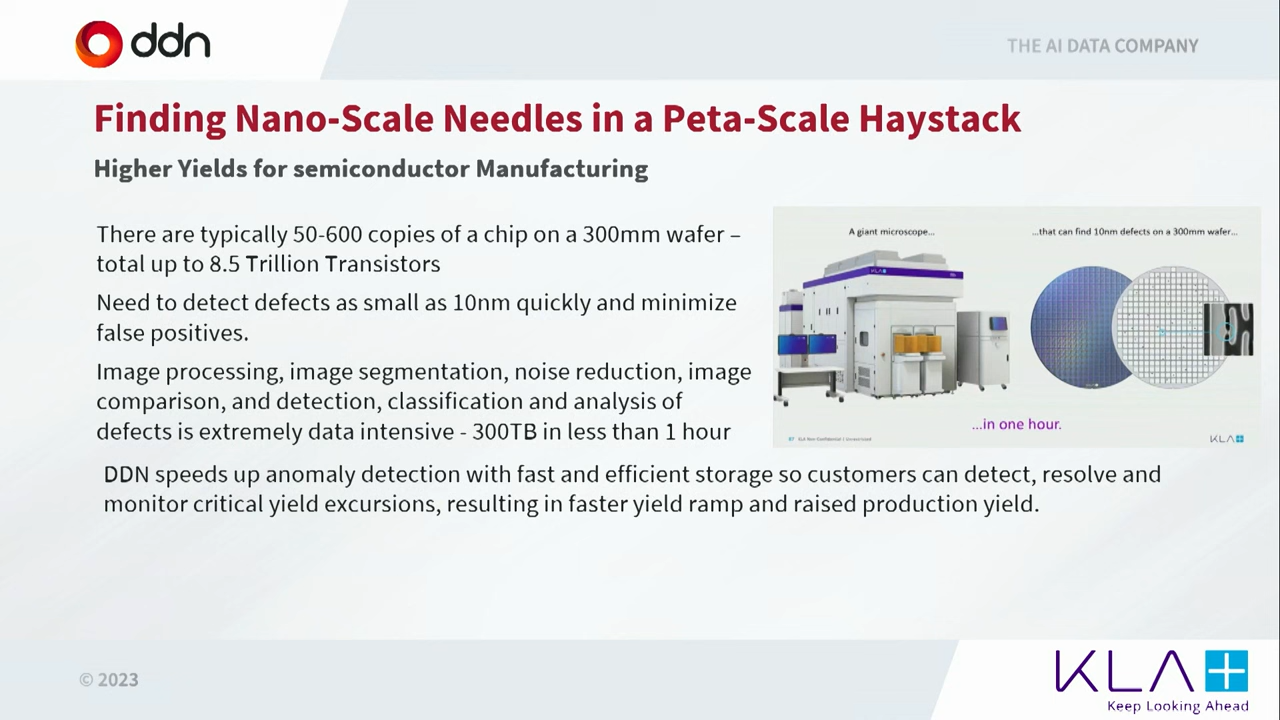 ddn
THE AI DATA COMPANY
Finding Nano-Scale Needles in a Peta-Scale Haystack
Higher Yields for semiconductor Manufacturing
There are typically 50-600 copies of a chip on a 300mm wafer –
total up to 8.5 Trillion Transistors
Need to detect defects as small as 10nm quickly and minimize
false positives.
Image processing, image segmentation, noise reduction, image
comparison, and detection, classification and analysis of
defects is extremely data intensive - 300TB in less than 1 hour
A giant microscope...
...that can find 10nm defects on a 300mm wafer...
KLA
...in one hour.
KLA Non-Confidential | Unrestricted
KLA
DDN speeds up anomaly detection with fast and efficient storage so customers can detect, resolve and
monitor critical yield excursions, resulting in faster yield ramp and raised production yield.
© 2023
KLA
Keep Looking Ahead